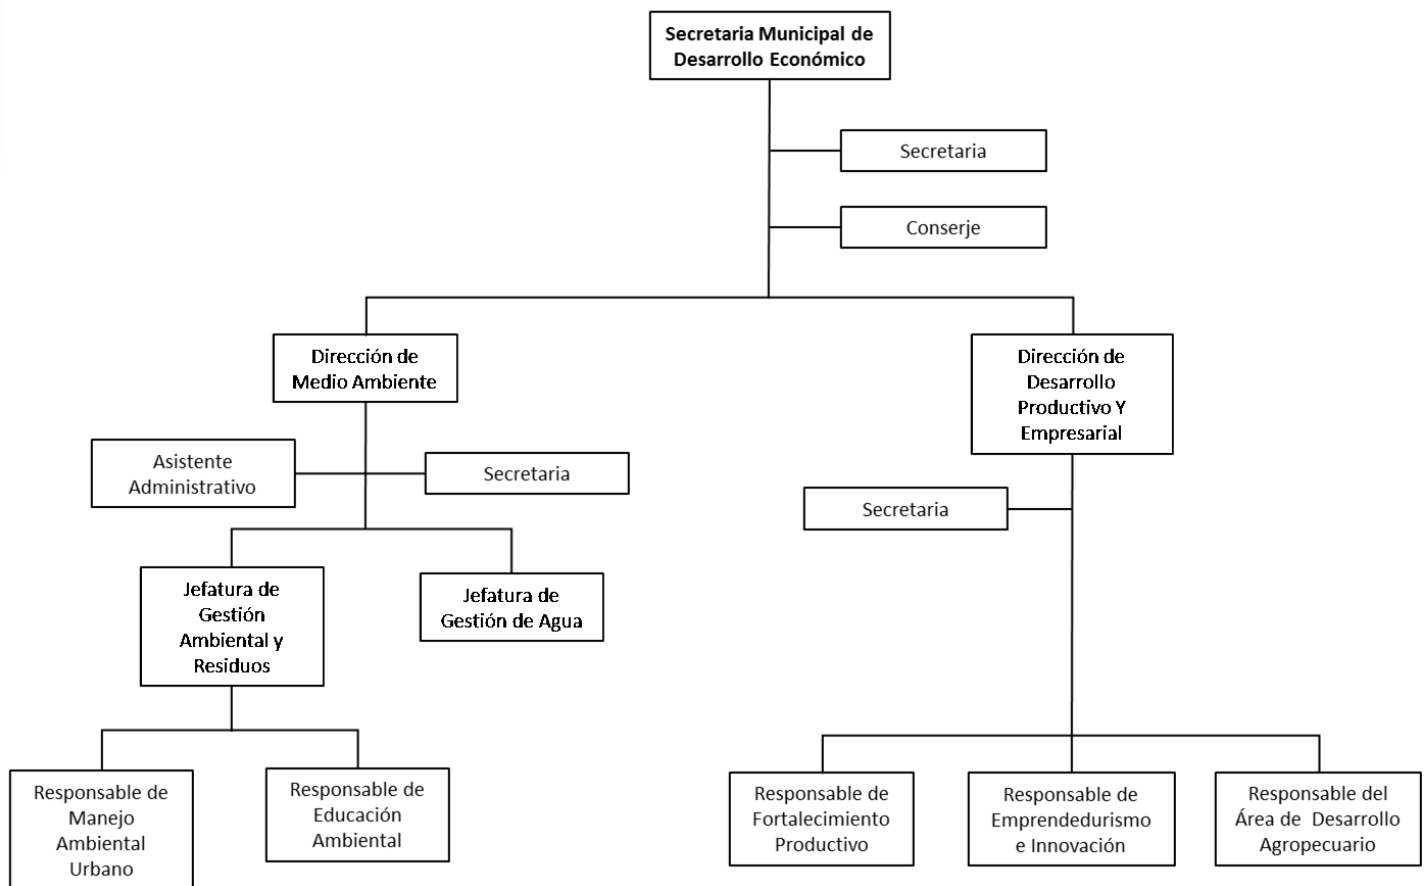 Secretaria Municipal de
Desarrollo Económico
Secretaria
Conserje
Dirección de
Medio Ambiente
Dirección de
Desarrollo
Productivo Y
Empresarial
Asistente
Administrativo
Secretaria
Secretaria
Jefatura de
Gestión
Ambiental y
Residuos
Jefatura de
Gestión de Agua
Responsable de
Manejo
Ambiental
Urbano
Responsable de
Educación
Ambiental
Responsable de
Fortalecimiento
Productivo
Responsable de
Emprendedurismo
e Innovación
Responsable del
Área de Desarrollo
Agropecuario